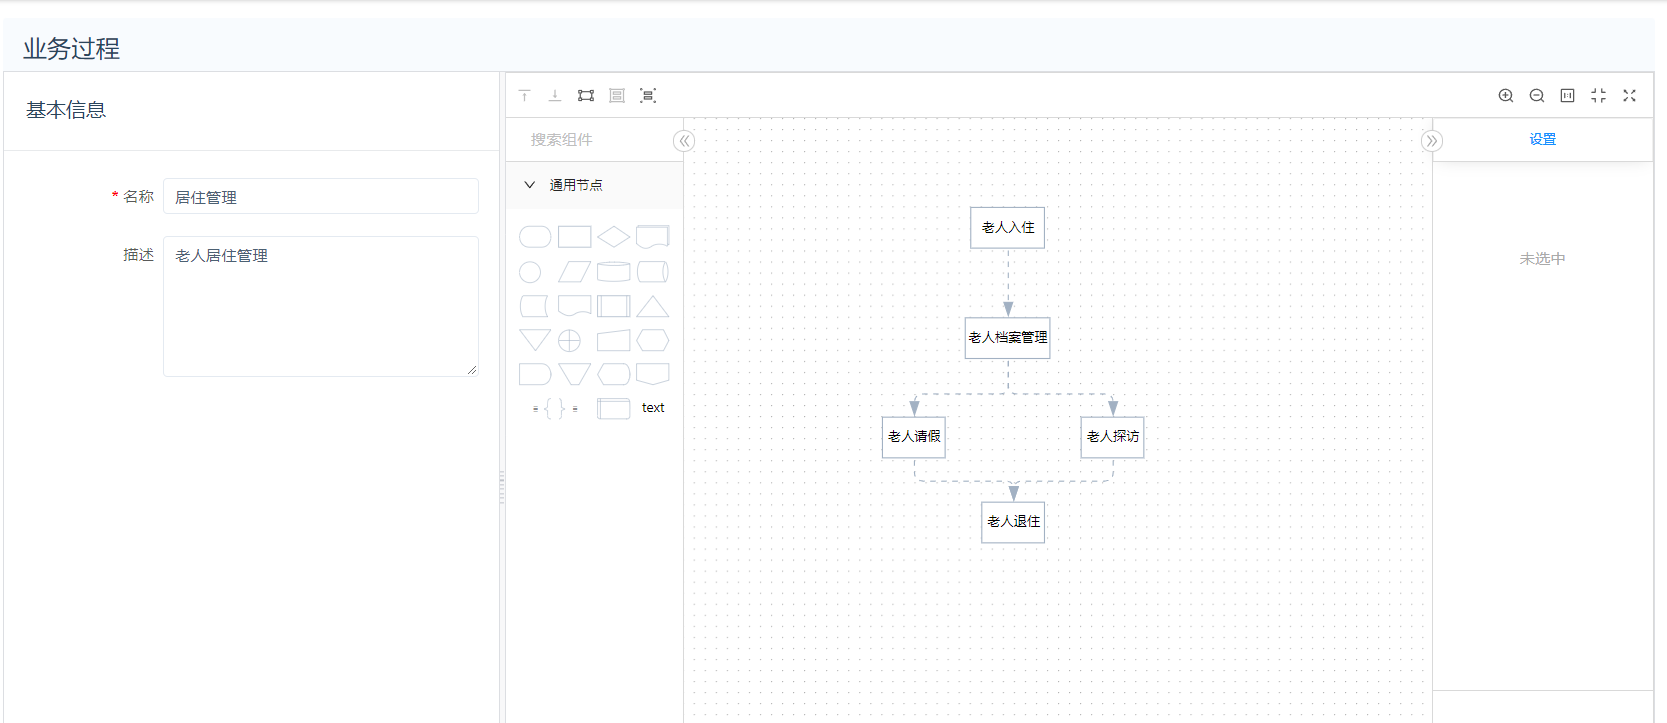 业务过程
基本信息
* 名称
居住管理
描述
老人居住管理
搜索组件
通用节点
text
老人入住
老人档案管理
老人请假
老人探访
老人退住
设置
未选中